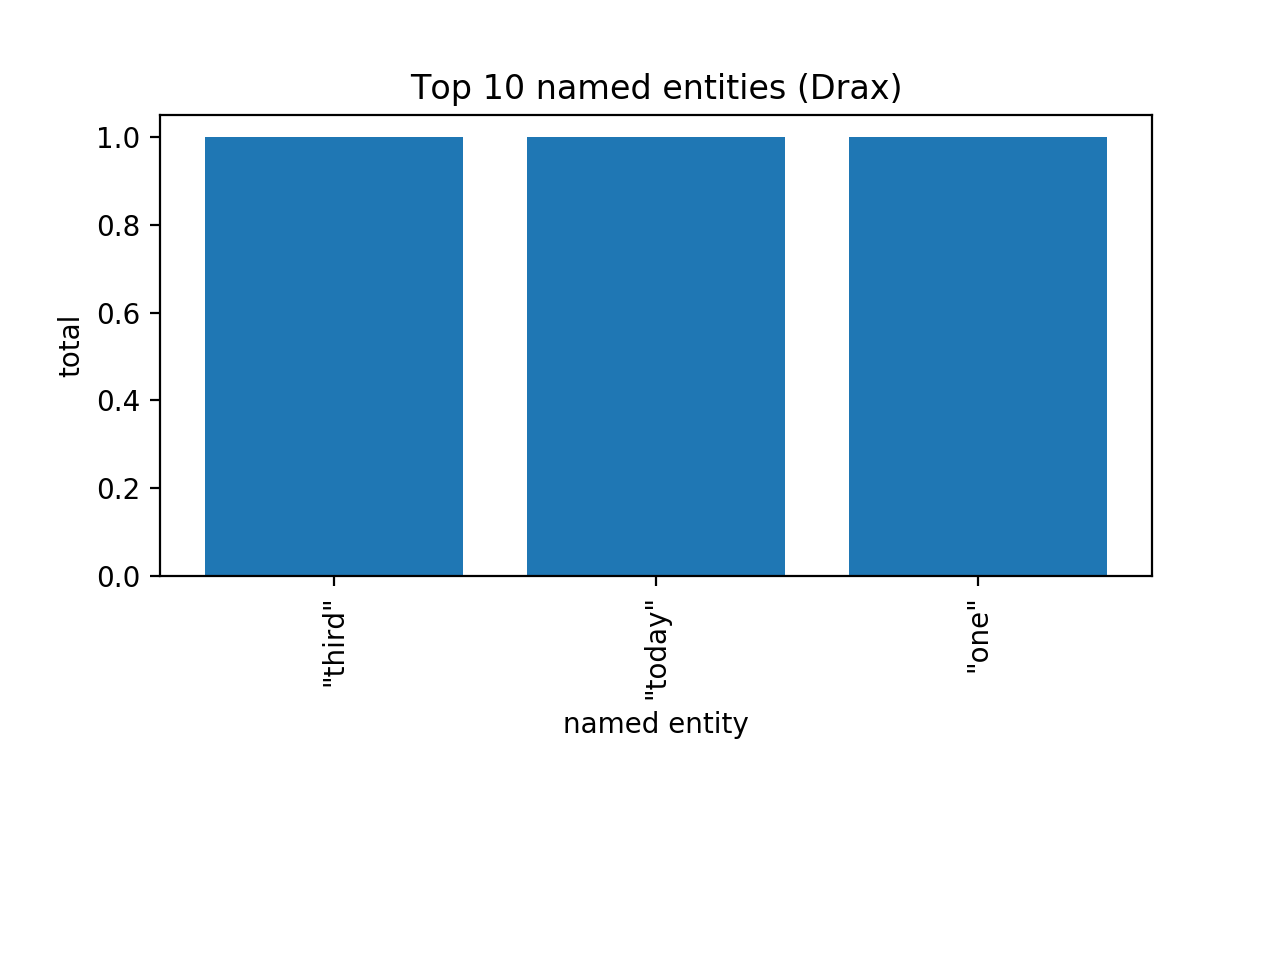 Top 10 named entities (Drax)
total
1.0
0.8
0.6
0.4
0.2
0.0
"third"
"today"
"one"
named entity